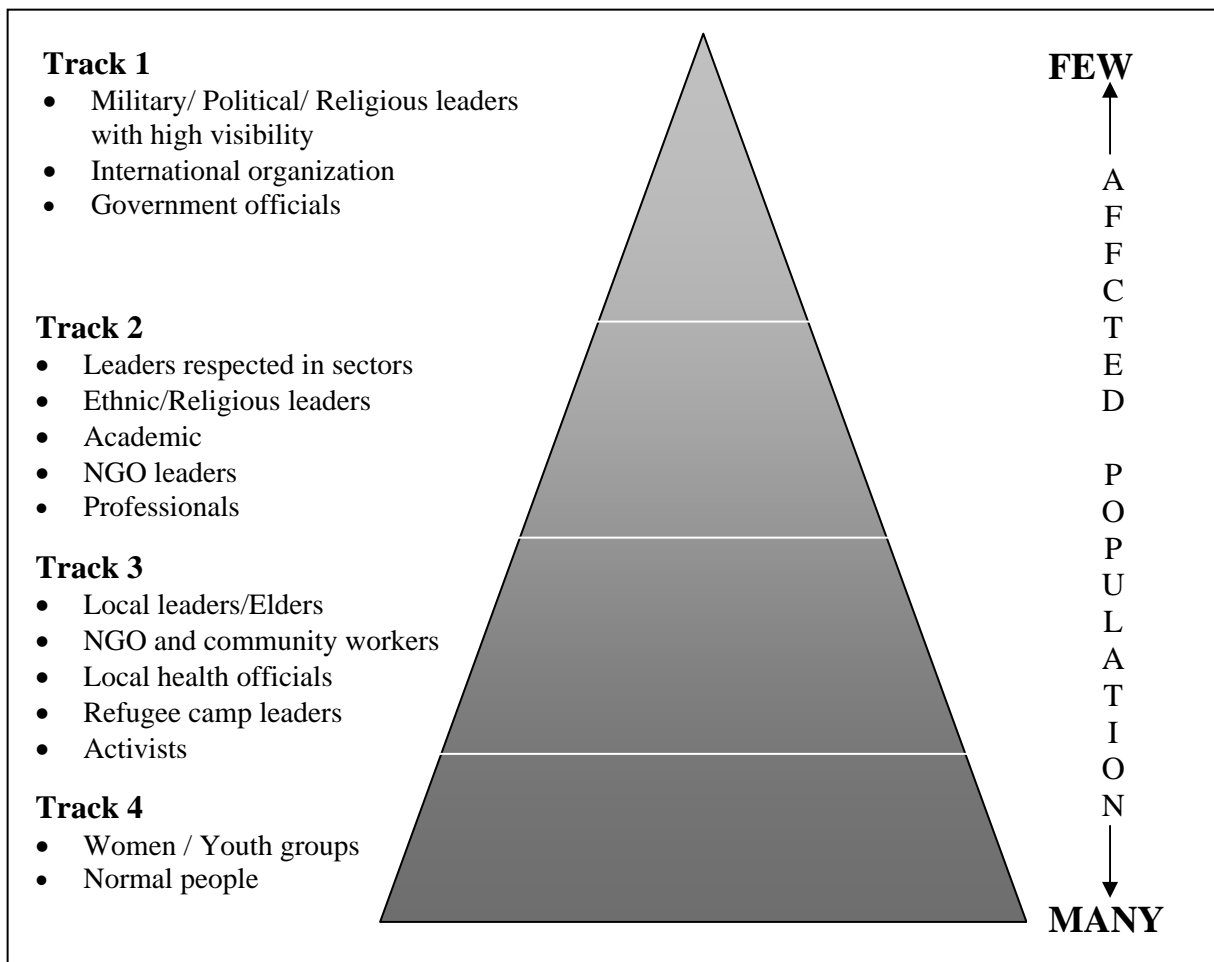 Track 1
• Military/ Political/ Religious leaders
with high visibility
• International organization
• Government officials
Track 2
• Leaders respected in sectors
• Ethnic/Religious leaders
• Academic
• NGO leaders
• Professionals
Track 3
• Local leaders/Elders
• NGO and community workers
• Local health officials
• Refugee camp leaders
• Activists
Track 4
• Women / Youth groups
• Normal people
FEW
AFFCTED POPULATION
MANY